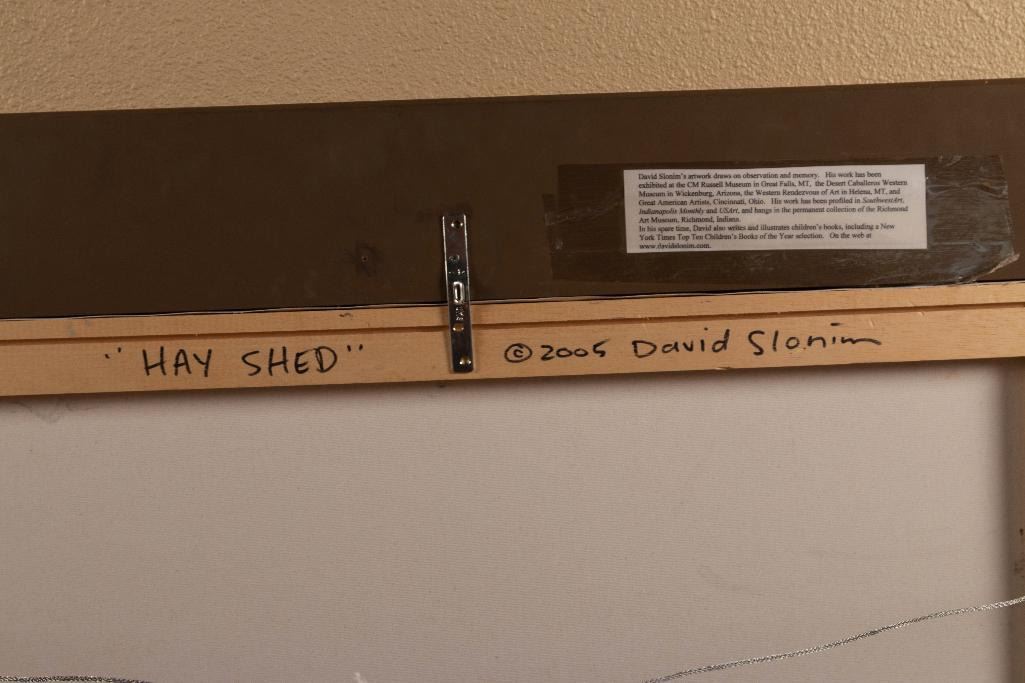 David Slonim's artwork draws on observation and memory. His work has been
exhibited at the CM Russell Museum in Great Falls, MT, the Desert Caballeros Western
Museum in Wickenburg, Arizona, the Western Rendezvous of Art in Helena, MT, and
Great American Artists, Cincinnati, Ohio. His work has been profiled in SouthwestArt,
Indianapolis Monthly and USArt, and hangs in the permanent collection of the Richmond
Art Museum, Richmond, Indiana.
In his spare time, David also writes and illustrates children's books, including a New
York Times Top Ten Children's Books of the Year selection. On the web at
www.davidslonim.com.
"HAY SHED"
© 2005 David Slonim